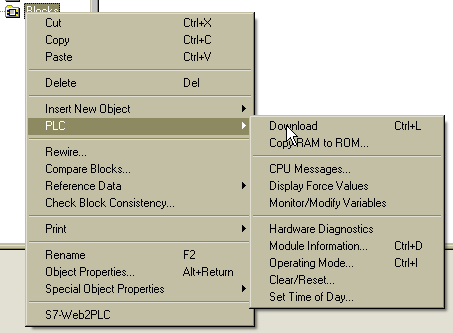 Blocks
Cut Ctrl+X
Copy Ctrl+C
Paste Ctrl+V
Delete Del
Insert New Object
PLC
Rewire...
Compare Blocks...
Reference Data
Check Block Consistency...
Print
Rename F2
Object Properties... Alt+Return
Special Object Properties
S7-Web2PLC
Download Ctrl+L
Copy RAM to ROM...
CPU Messages...
Display Force Values
Monitor/Modify Variables
Hardware Diagnostics
Module Information... Ctrl+D
Operating Mode... Ctrl+I
Clear/Reset...
Set Time of Day...